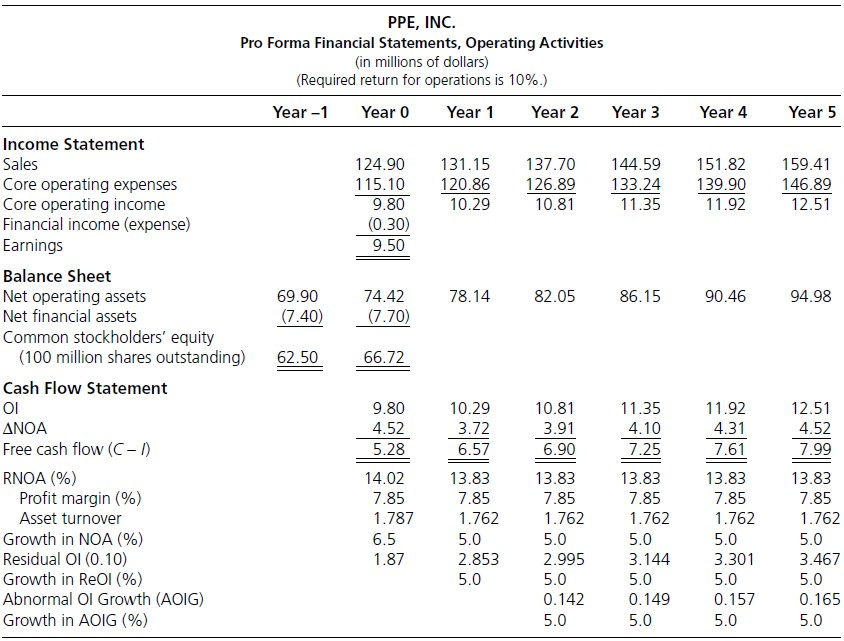 PPE, INC.
Pro Forma Financial Statements, Operating Activities
(in millions of dollars)
(Required return for operations is 10%.)
Year –1 Year 0 Year 1 Year 2 Year 3 Year 4 Year 5
Income Statement
Sales 124.90 131.15 137.70 144.59 151.82 159.41
Core operating expenses 115.10 120.86 126.89 133.24 139.90 146.89
Core operating income 9.80 10.29 10.81 11.35 11.92 12.51
Financial income (expense) (0.30)
Earnings 9.50
Balance Sheet
Net operating assets 69.90 74.42 78.14 82.05 86.15 90.46 94.98
Net financial assets (7.40) (7.70)
Common stockholders’ equity
(100 million shares outstanding) 62.50 66.72
Cash Flow Statement
OI 9.80 10.29 10.81 11.35 11.92 12.51
ΔNOA 4.52 3.72 3.91 4.10 4.31 4.52
Free cash flow (C – I) 5.28 6.57 6.90 7.25 7.61 7.99
RNOA (%) 14.02 13.83 13.83 13.83 13.83 13.83
Profit margin (%) 7.85 7.85 7.85 7.85 7.85 7.85
Asset turnover 1.787 1.762 1.762 1.762 1.762 1.762
Growth in NOA (%) 6.5 5.0 5.0 5.0 5.0 5.0
Residual OI (0.10) 1.87 2.853 2.995 3.144 3.301 3.467
Growth in ReOI (%) 5.0 5.0 5.0 5.0 5.0
Abnormal OI Growth (AOIG) 0.142 0.149 0.157 0.165
Growth in AOIG (%) 5.0 5.0 5.0 5.0